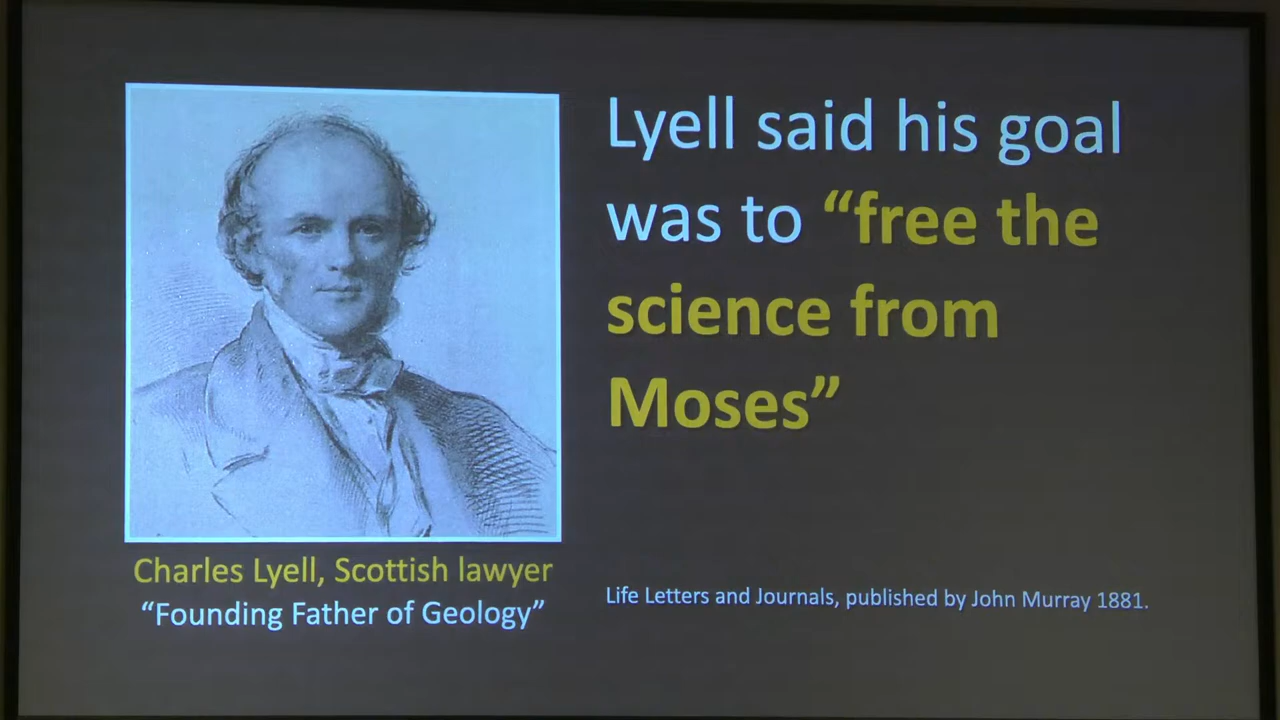 Lyell said his goal
was to “free the
science from
Moses”
Charles Lyell, Scottish lawyer
“Founding Father of Geology”
Life Letters and Journals, published by John Murray 1881.